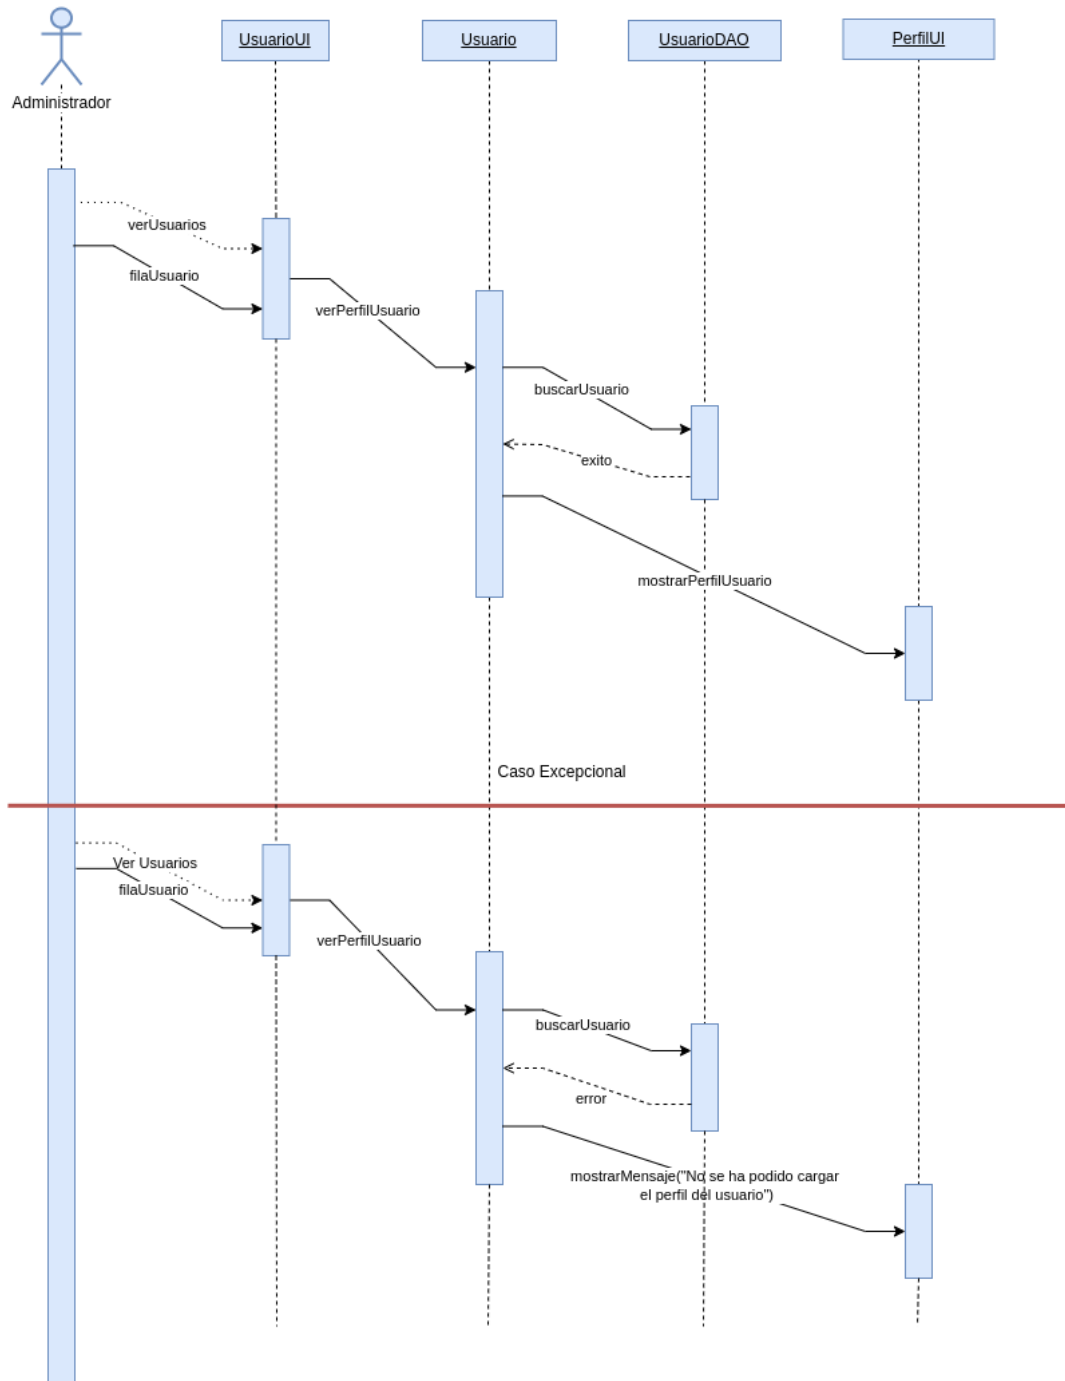 UsuarioUI
Usuario
UsuarioDAO
PerfilUI
Administrador
verUsuarios
filaUsuario
verPerfilUsuario
buscarUsuario
exito
mostrarPerfilUsuario
Caso Excepcional
Ver Usuarios
filaUsuario
verPerfilUsuario
buscarUsuario
error
mostrarMensaje("No se ha podido cargar
el perfil del usuario")